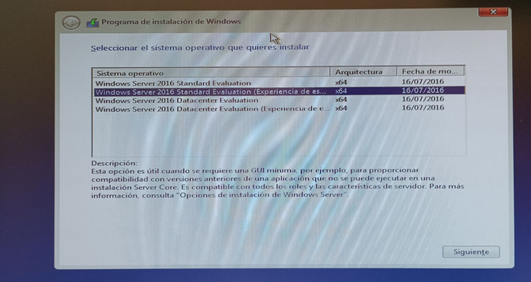 Programa de instalación de Windows
Seleccionar el sistema operativo que quieres instalar
Sistema operativo Arquitectura Fecha de mo...
Windows Server 2016 Standard Evaluation x64 16/07/2016
Windows Server 2016 Standard Evaluation (Experiencia de es... x64 16/07/2016
Windows Server 2016 Datacenter Evaluation x64 16/07/2016
Windows Server 2016 Datacenter Evaluation (Experiencia de e... x64 16/07/2016
Descripción:
Esta opción es útil cuando se requiere una GUI mínima, por ejemplo, para proporcionar
compatibilidad con versiones anteriores de una aplicación que no se puede ejecutar en una
instalación Server Core. Es compatible con todos los roles y las características de servidor. Para más
información, consulta "Opciones de instalación de Windows Server".
Siguiente